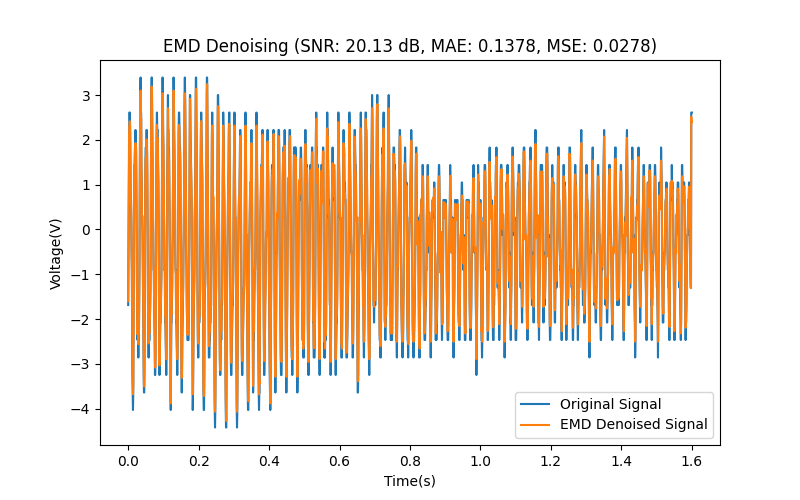 EMD Denoising (SNR: 20.13 dB, MAE: 0.1378, MSE: 0.0278)
3
2
1
0
−1
−2
−3
−4
Voltage(V)
Original Signal
EMD Denoised Signal
0.0 0.2 0.4 0.6 0.8 1.0 1.2 1.4 1.6
Time(s)